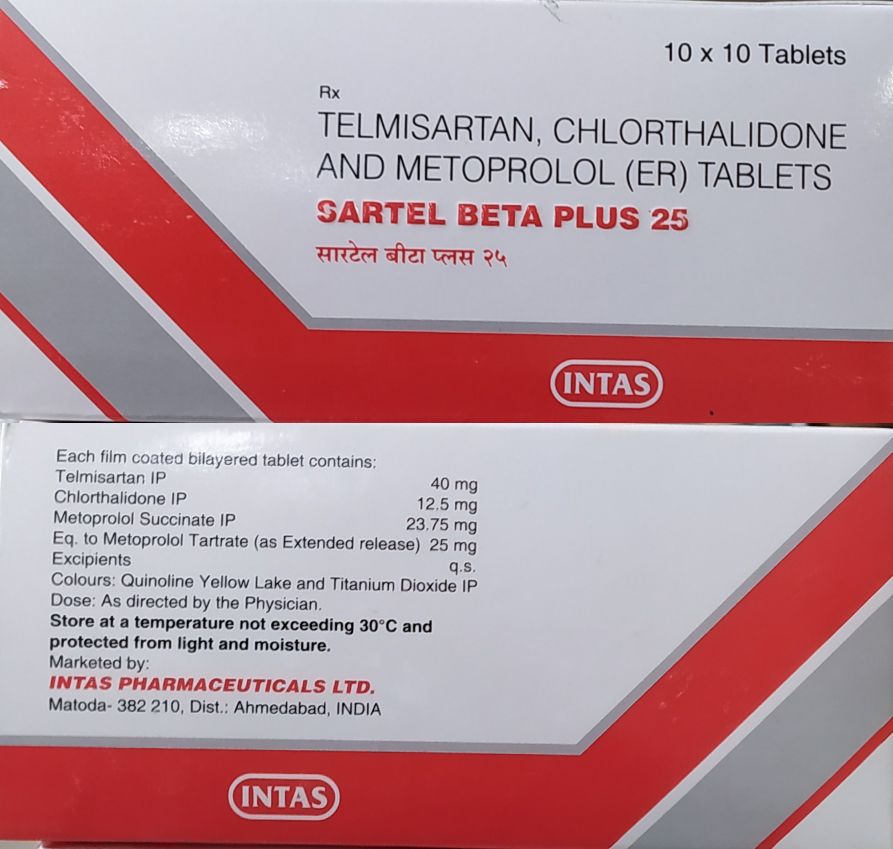 10 x 10 Tablets
Rx
TELMISARTAN, CHLORTHALIDONE
AND METOPROLOL (ER) TABLETS
SARTEL BETA PLUS 25
सारटेल बीटा प्लस २५
INTAS
Each film coated bilayered tablet contains:
Telmisartan IP 40 mg
Chlorthalidone IP 12.5 mg
Metoprolol Succinate IP 23.75 mg
Eq. to Metoprolol Tartrate (as Extended release) 25 mg
Excipients q.s.
Colours: Quinoline Yellow Lake and Titanium Dioxide IP
Dose: As directed by the Physician.
Store at a temperature not exceeding 30°C and
protected from light and moisture.
Marketed by:
INTAS PHARMACEUTICALS LTD.
Matoda- 382 210, Dist.: Ahmedabad, INDIA
INTAS